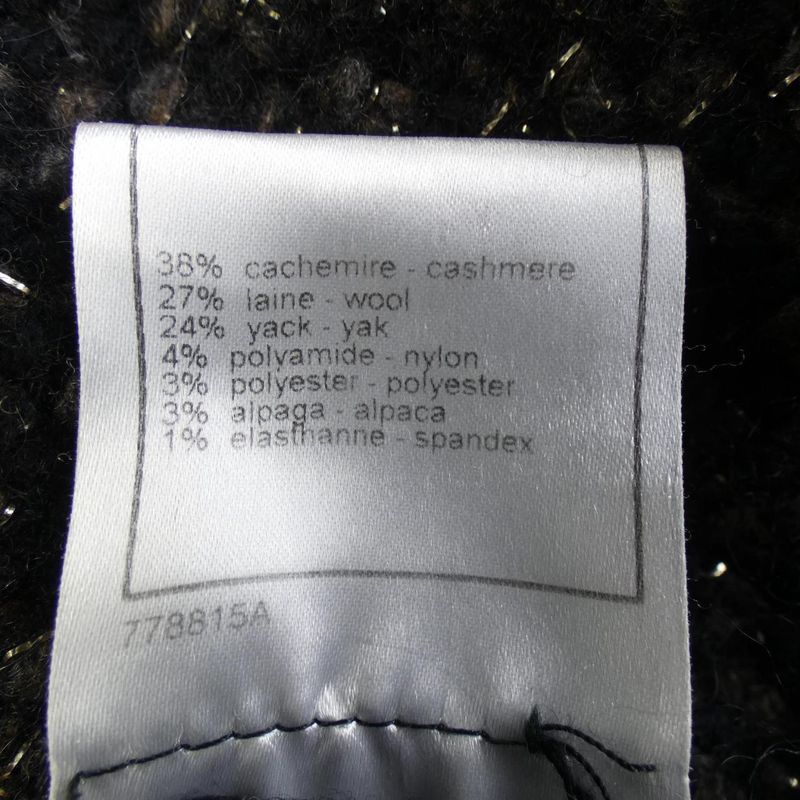 38% cachemire - cashmere
27% laine - wool
24% yack - yak
4% polyamide - nylon
3% polyester - polyester
3% alpaga - alpaca
1% elasthanne - spandex
778815A